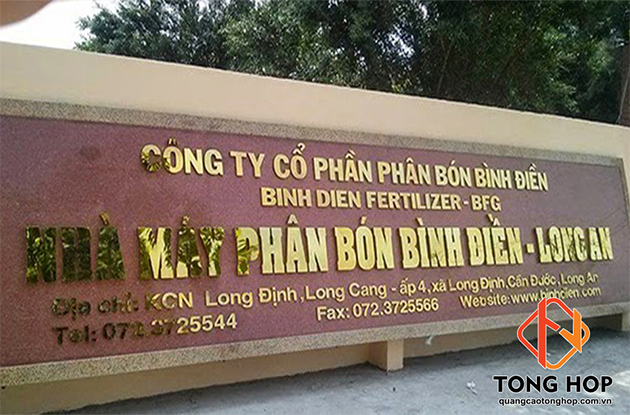 CÔNG TY CỔ PHẦN PHÂN BÓN BÌNH ĐIỀN
BINH DIEN FERTILIZER - BFG
NHÀ MÁY PHÂN BÓN BÌNH ĐIỀN - LONG AN
Địa chỉ: KCN Long Định, Long Cang - ấp 4, xã Long Định, Cần Đước, Long An
Tel: 072.3725544 Fax: 072.3725566 Website: www.binhdien.com
TONG HOP
quangcaotonghop.com.vn